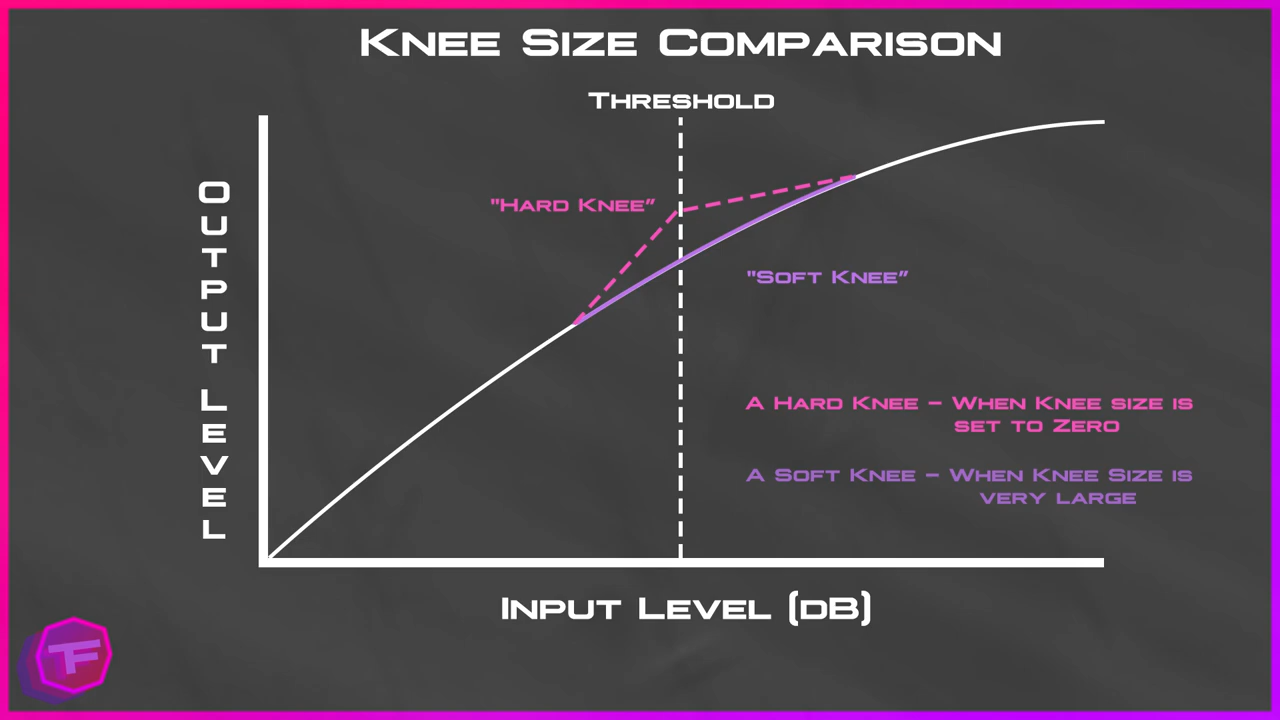 Knee Size Comparison
Threshold
OUTPUT LEVEL
"Hard Knee"
"Soft Knee"
A Hard Knee – When Knee size is
set to Zero
A Soft Knee – When Knee Size is
very large
Input Level (dB)
TF